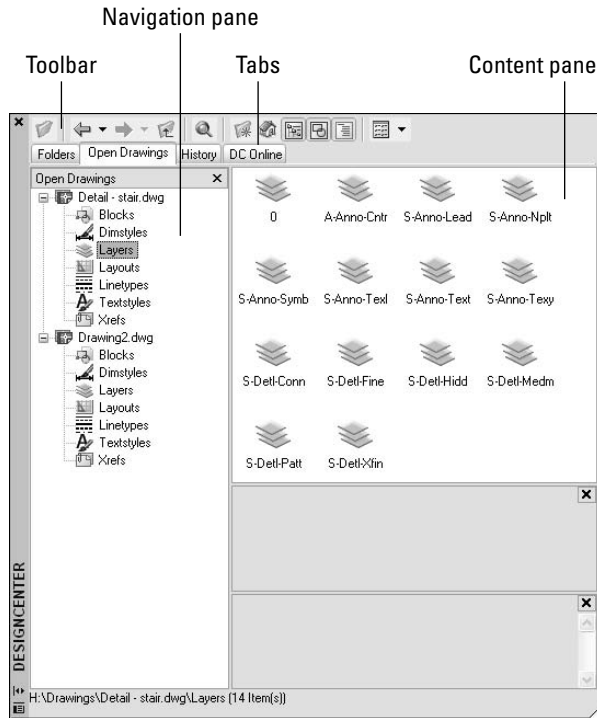 Navigation pane
Toolbar
Tabs
Content pane
Folders
Open Drawings
History
DC Online
Open Drawings
Detail - stair.dwg
Blocks
Dimstyles
Layers
Layouts
Linetypes
Textstyles
Xrefs
Drawing2.dwg
Blocks
Dimstyles
Layers
Layouts
Linetypes
Textstyles
Xrefs
0 A-Anno-Cntr S-Anno-Lead S-Anno-Nplt
S-Anno-Symb S-Anno-Texl S-Anno-Text S-Anno-Texy
S-Detl-Conn S-Detl-Fine S-Detl-Hidd S-Detl-Medm
S-Detl-Patt S-Detl-Xfin
DESIGNCENTER
H:\Drawings\Detail - stair.dwg\Layers (14 Item(s))